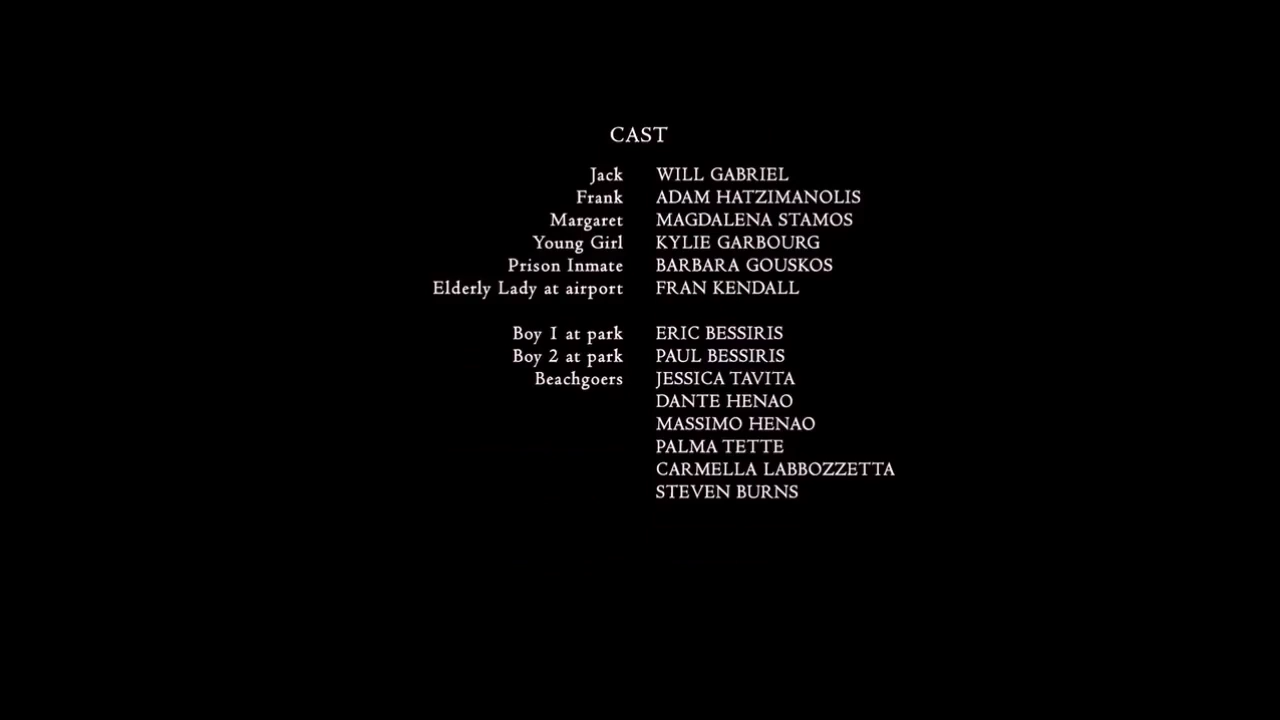 CAST
Jack WILL GABRIEL
Frank ADAM HATZIMANOLIS
Margaret MAGDALENA STAMOS
Young Girl KYLIE GARBOURG
Prison Inmate BARBARA GOUSKOS
Elderly Lady at airport FRAN KENDALL
Boy 1 at park ERIC BESSIRIS
Boy 2 at park PAUL BESSIRIS
Beachgoers JESSICA TAVITA
DANTE HENAO
MASSIMO HENAO
PALMA TETTE
CARMELLA LABBOZZETTA
STEVEN BURNS